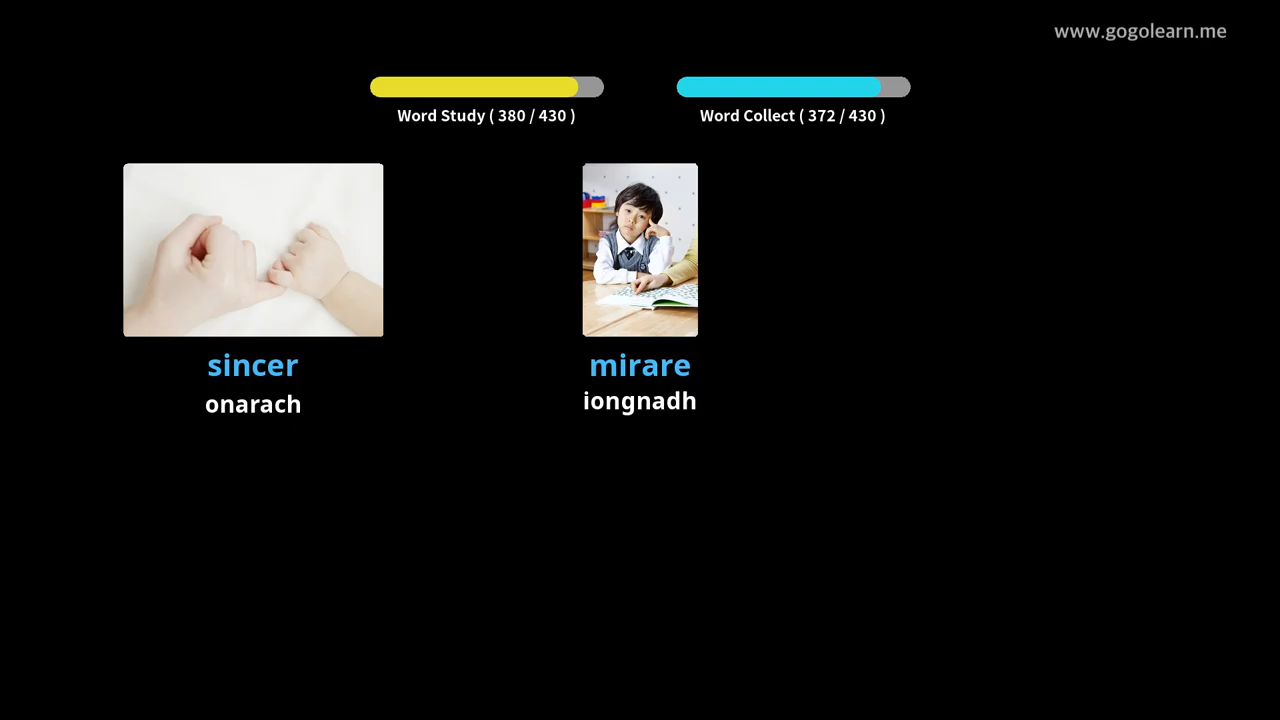 www.gogolearn.me
Word Study ( 380 / 430 )
Word Collect ( 372 / 430 )
sincer
onarach
mirare
iongnadh